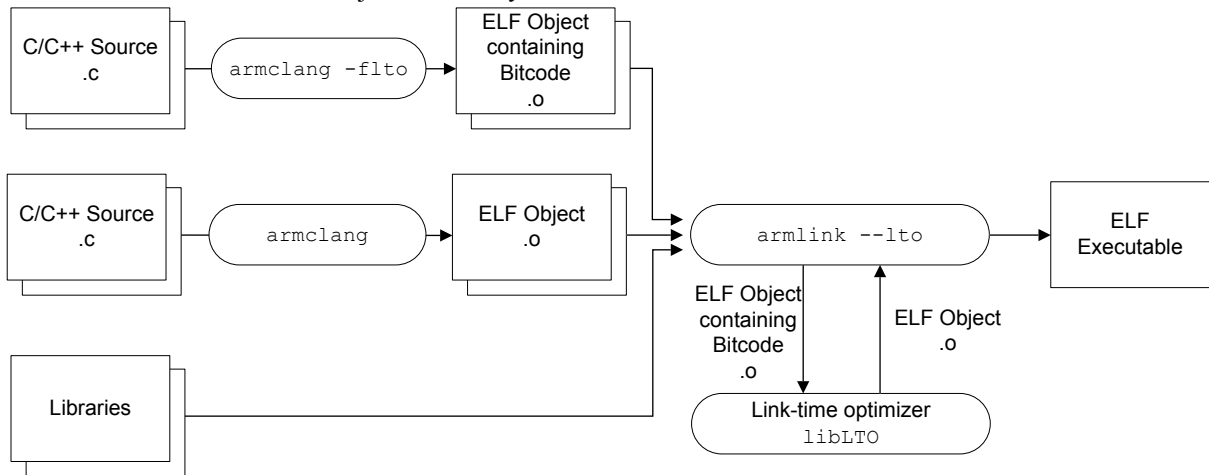 C/C++ Source
.c
armclang -flto
ELF Object
containing
Bitcode
.o
C/C++ Source
.c
armclang
ELF Object
.o
armlink --lto
ELF
Executable
ELF Object
containing
Bitcode
.o
ELF Object
.o
Libraries
Link-time optimizer
libLTO